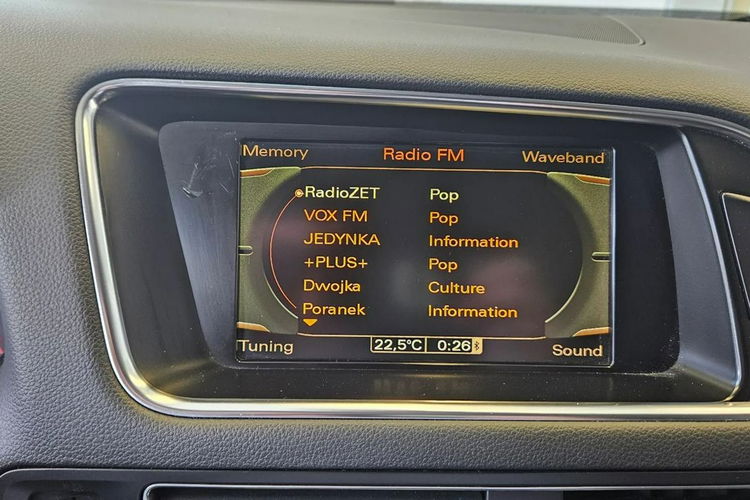 Memory Radio FM Waveband
RadioZET Pop
VOX FM Pop
JEDYNKA Information
+PLUS+ Pop
Dwojka Culture
Poranek Information
Tuning 22,5°C 0:26 Sound